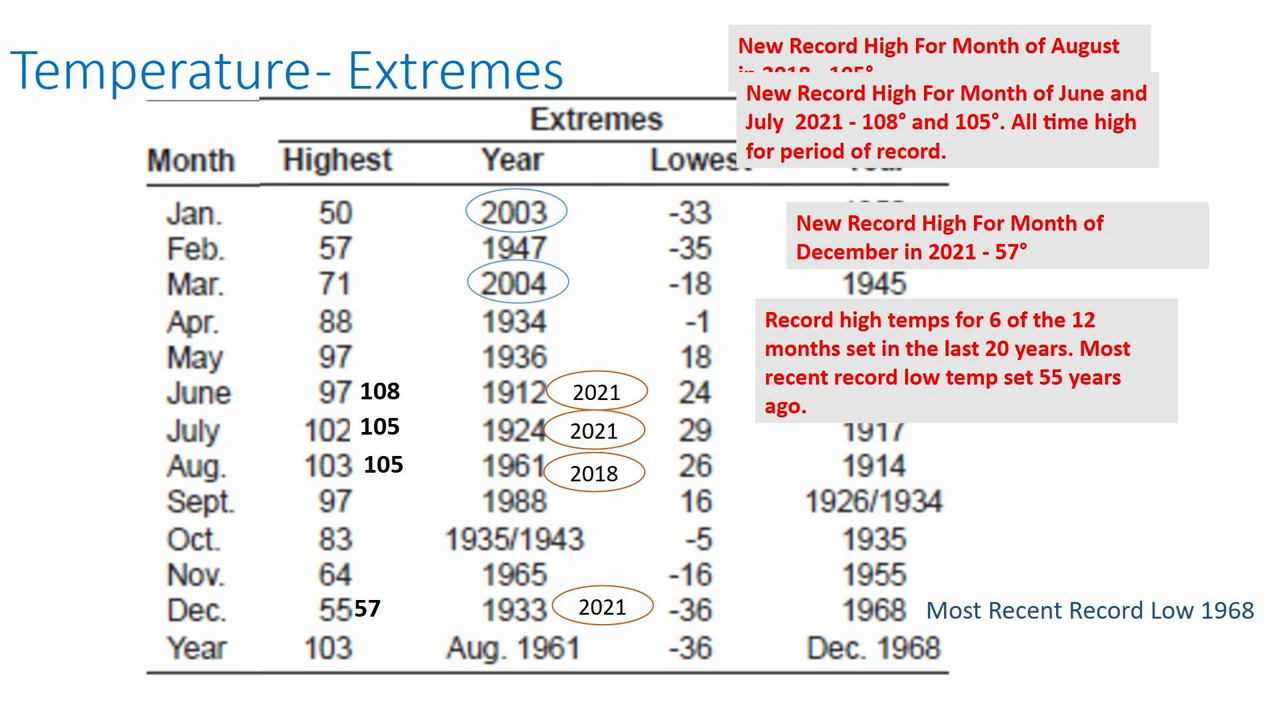 Temperature- Extremes
New Record High For Month of August
in 2018 - 105°
New Record High For Month of June and
July 2021 - 108° and 105°. All time high
for period of record.
Extremes
Month Highest Year Lowest Year
Jan. 50 2003 -33
New Record High For Month of
December in 2021 - 57°
Feb. 57 1947 -35
Mar. 71 2004 -18 1945
Apr. 88 1934 -1
May 97 1936 18
Record high temps for 6 of the 12
months set in the last 20 years. Most
recent record low temp set 55 years
ago.
June 97 108 1912 2021 24
July 102 105 1924 2021 29 1917
Aug. 103 105 1961 2018 26 1914
Sept. 97 1988 16 1926/1934
Oct. 83 1935/1943 -5 1935
Nov. 64 1965 -16 1955
Dec. 55 57 1933 2021 -36 1968 Most Recent Record Low 1968
Year 103 Aug. 1961 -36 Dec. 1968